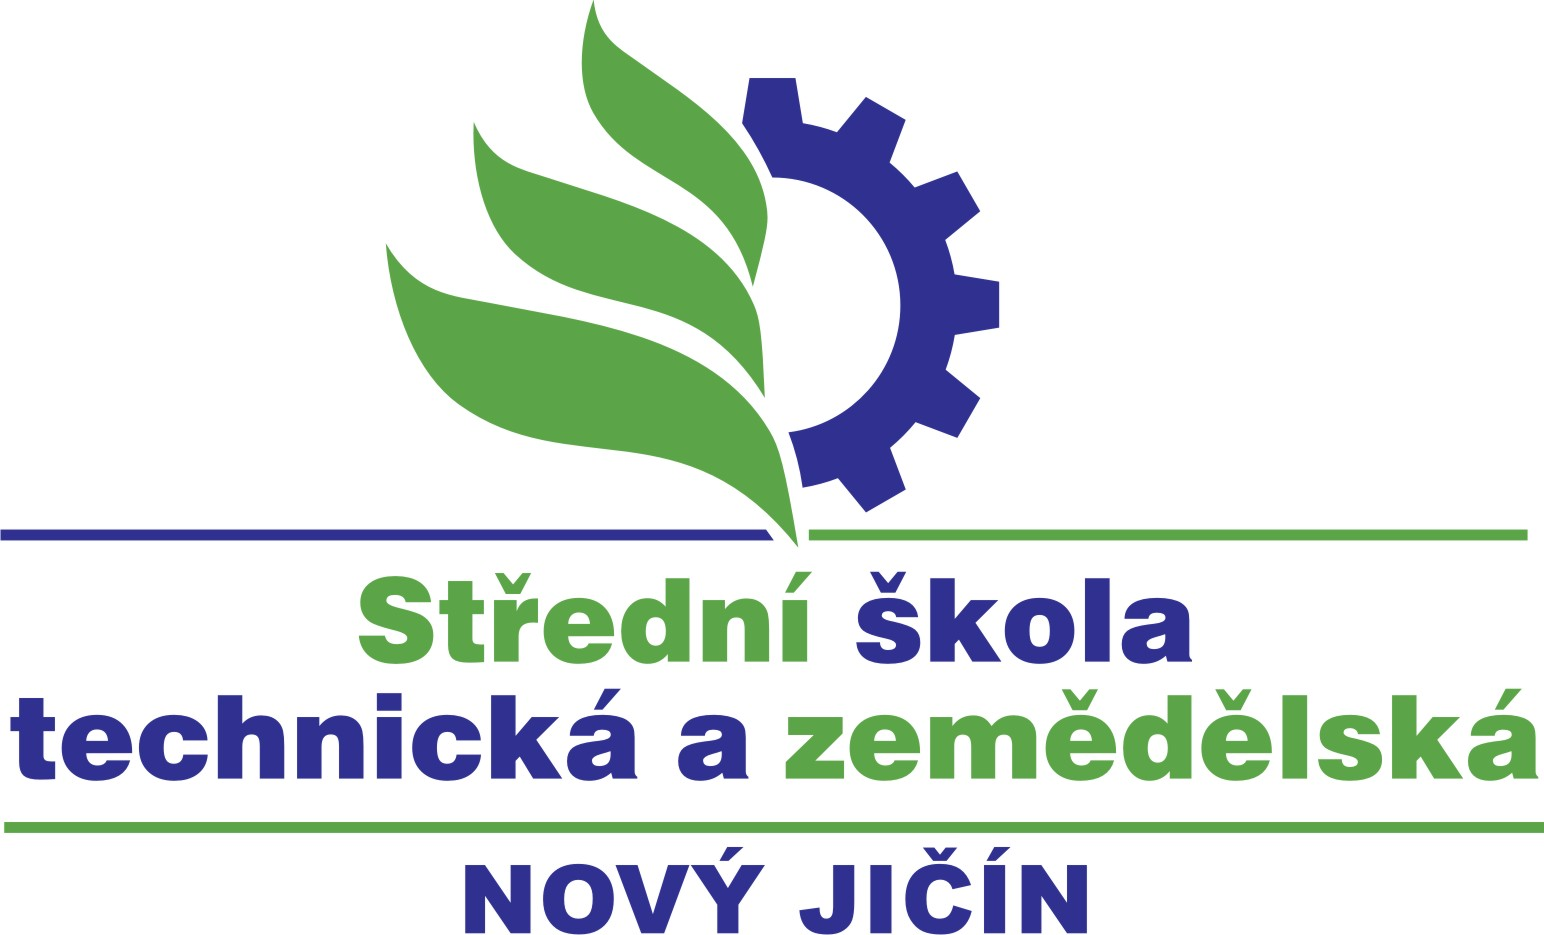 Střední škola
technická a zemědělská
NOVÝ JIČÍN